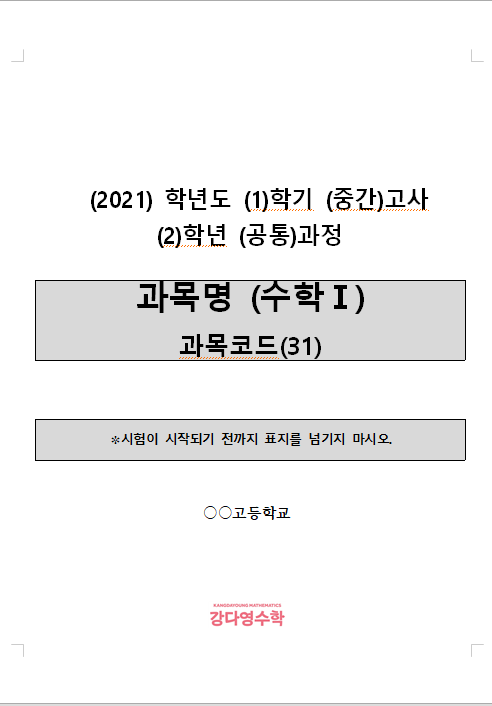 (2021) 학년도 (1)학기 (중간)고사
(2)학년 (공통)과정
과목명 (수학Ⅰ)
과목코드(31)
※시험이 시작되기 전까지 표지를 넘기지 마시오.
○○고등학교
KANGDAYOUNG MATHEMATICS
강다영수학